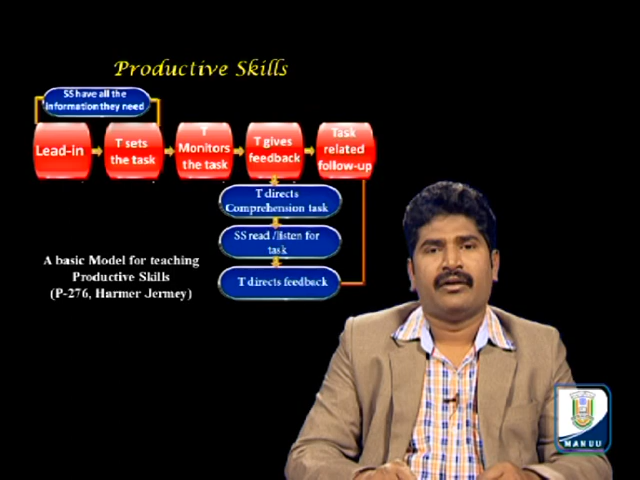 Productive Skills
SS have all the
information they need
Lead-in
T sets
the task
T
Monitors
the task
T gives
feedback
Task
related
follow-up
T directs
Comprehension task
SS read /listen for
task
T directs feedback
A basic Model for teaching
Productive Skills
(P-276, Harmer Jermey)
MANUU